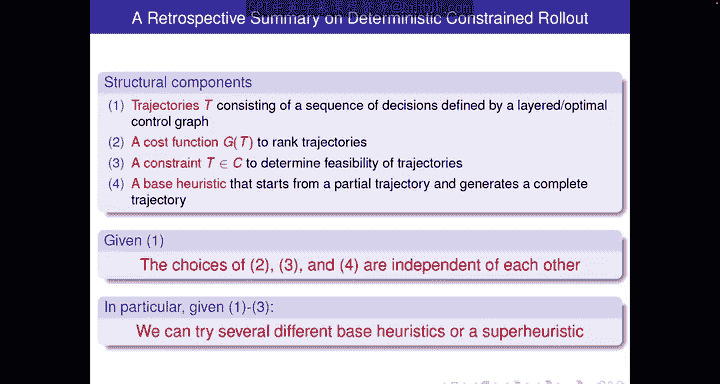 A Retrospective Summary on Deterministic Constrained Rollout
Structural components
(1) Trajectories T consisting of a sequence of decisions defined by a layered/optimal
control graph
(2) A cost function G(T) to rank trajectories
(3) A constraint T ∈ C to determine feasibility of trajectories
(4) A base heuristic that starts from a partial trajectory and generates a complete
trajectory
Given (1)
The choices of (2), (3), and (4) are independent of each other
In particular, given (1)-(3):
We can try several different base heuristics or a superheuristic